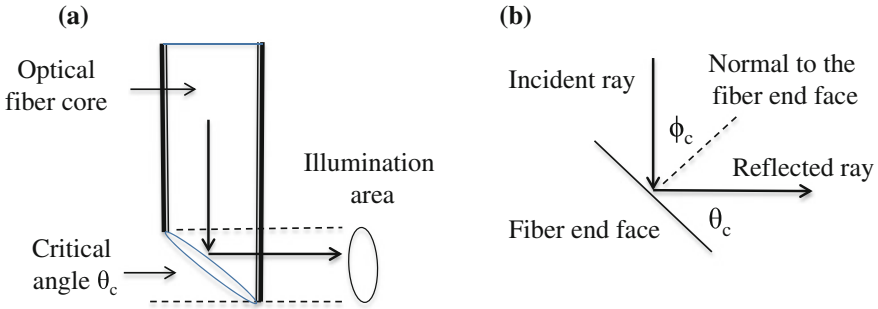 (a)
Optical
fiber core
Illumination
area
Critical
angle θc
(b)
Incident ray
Normal to the
fiber end face
ϕc
Reflected ray
θc
Fiber end face